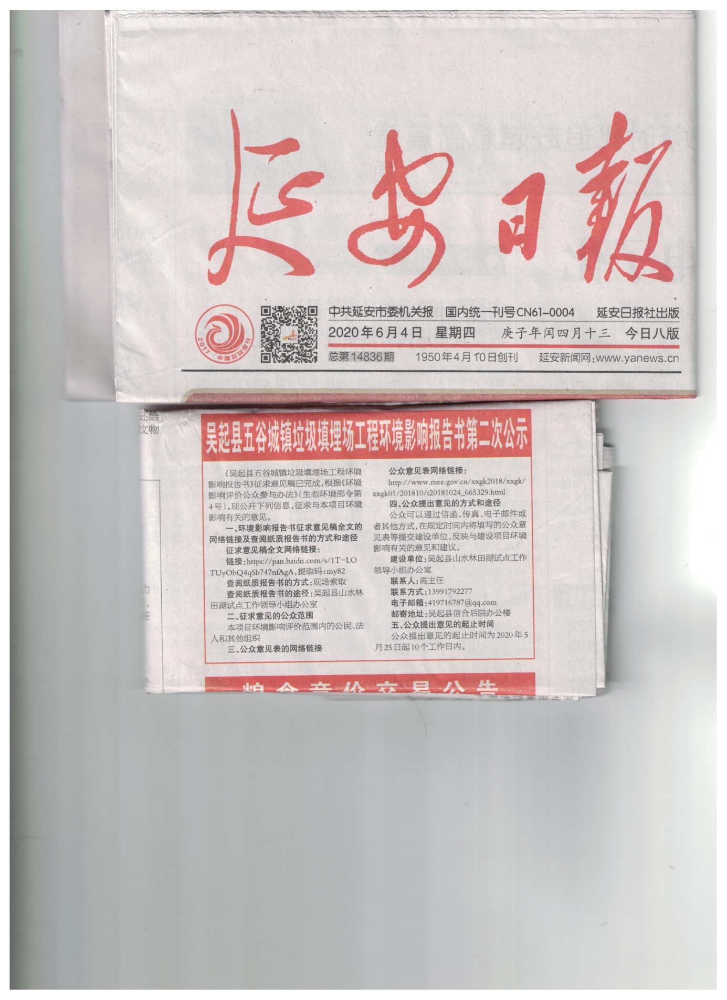 延安日报
2017·中国百强报刊
中共延安市委机关报 国内统一刊号CN61-0004 延安日报社出版
2020年6月4日 星期四 庚子年闰四月十三 今日八版
总第14836期 1950年4月10日创刊 延安新闻网:www.yanews.cn
还给
文物
吴起县五谷城镇垃圾填埋场工程环境影响报告书第二次公示
《吴起县五谷城镇垃圾填埋场工程环境
影响报告书》征求意见稿已完成,根据《环境
影响评价公众参与办法》(生态环境部令第
4号),现公开下列信息,征求与本项目环境
影响有关的意见。
一、环境影响报告书征求意见稿全文的
网络链接及查阅纸质报告书的方式和途径
征求意见稿全文网络链接:
链接:https://pan.baidu.com/s/1T-LO
TUyObQ4qSb747nfAgA,提取码:my82
查阅纸质报告书的方式:现场索取
查阅纸质报告书的途径:吴起县山水林
田湖试点工作领导小组办公室
二、征求意见的公众范围
本项目环境影响评价范围内的公民、法
人和其他组织
三、公众意见表的网络链接
公众意见表网络链接:
http://www.mee.gov.cn/xxgk2018/xxgk/
xxgk01/201810/t20181024_665329.html
四、公众提出意见的方式和途径
公众可以通过信函、传真、电子邮件或
者其他方式,在规定时间内将填写的公众意
见表等提交建设单位,反映与建设项目环境
影响有关的意见和建议。
建设单位:吴起县山水林田湖试点工作
领导小组办公室
联系人:高主任
联系方式:13991792277
电子邮箱:419716787@qq.com
邮寄地址:吴起县信合后院办公楼
五、公众提出意见的起止时间
公众提出意见的起止时间为2020年5
月25日起10个工作日内。
粮食竞价交易公告